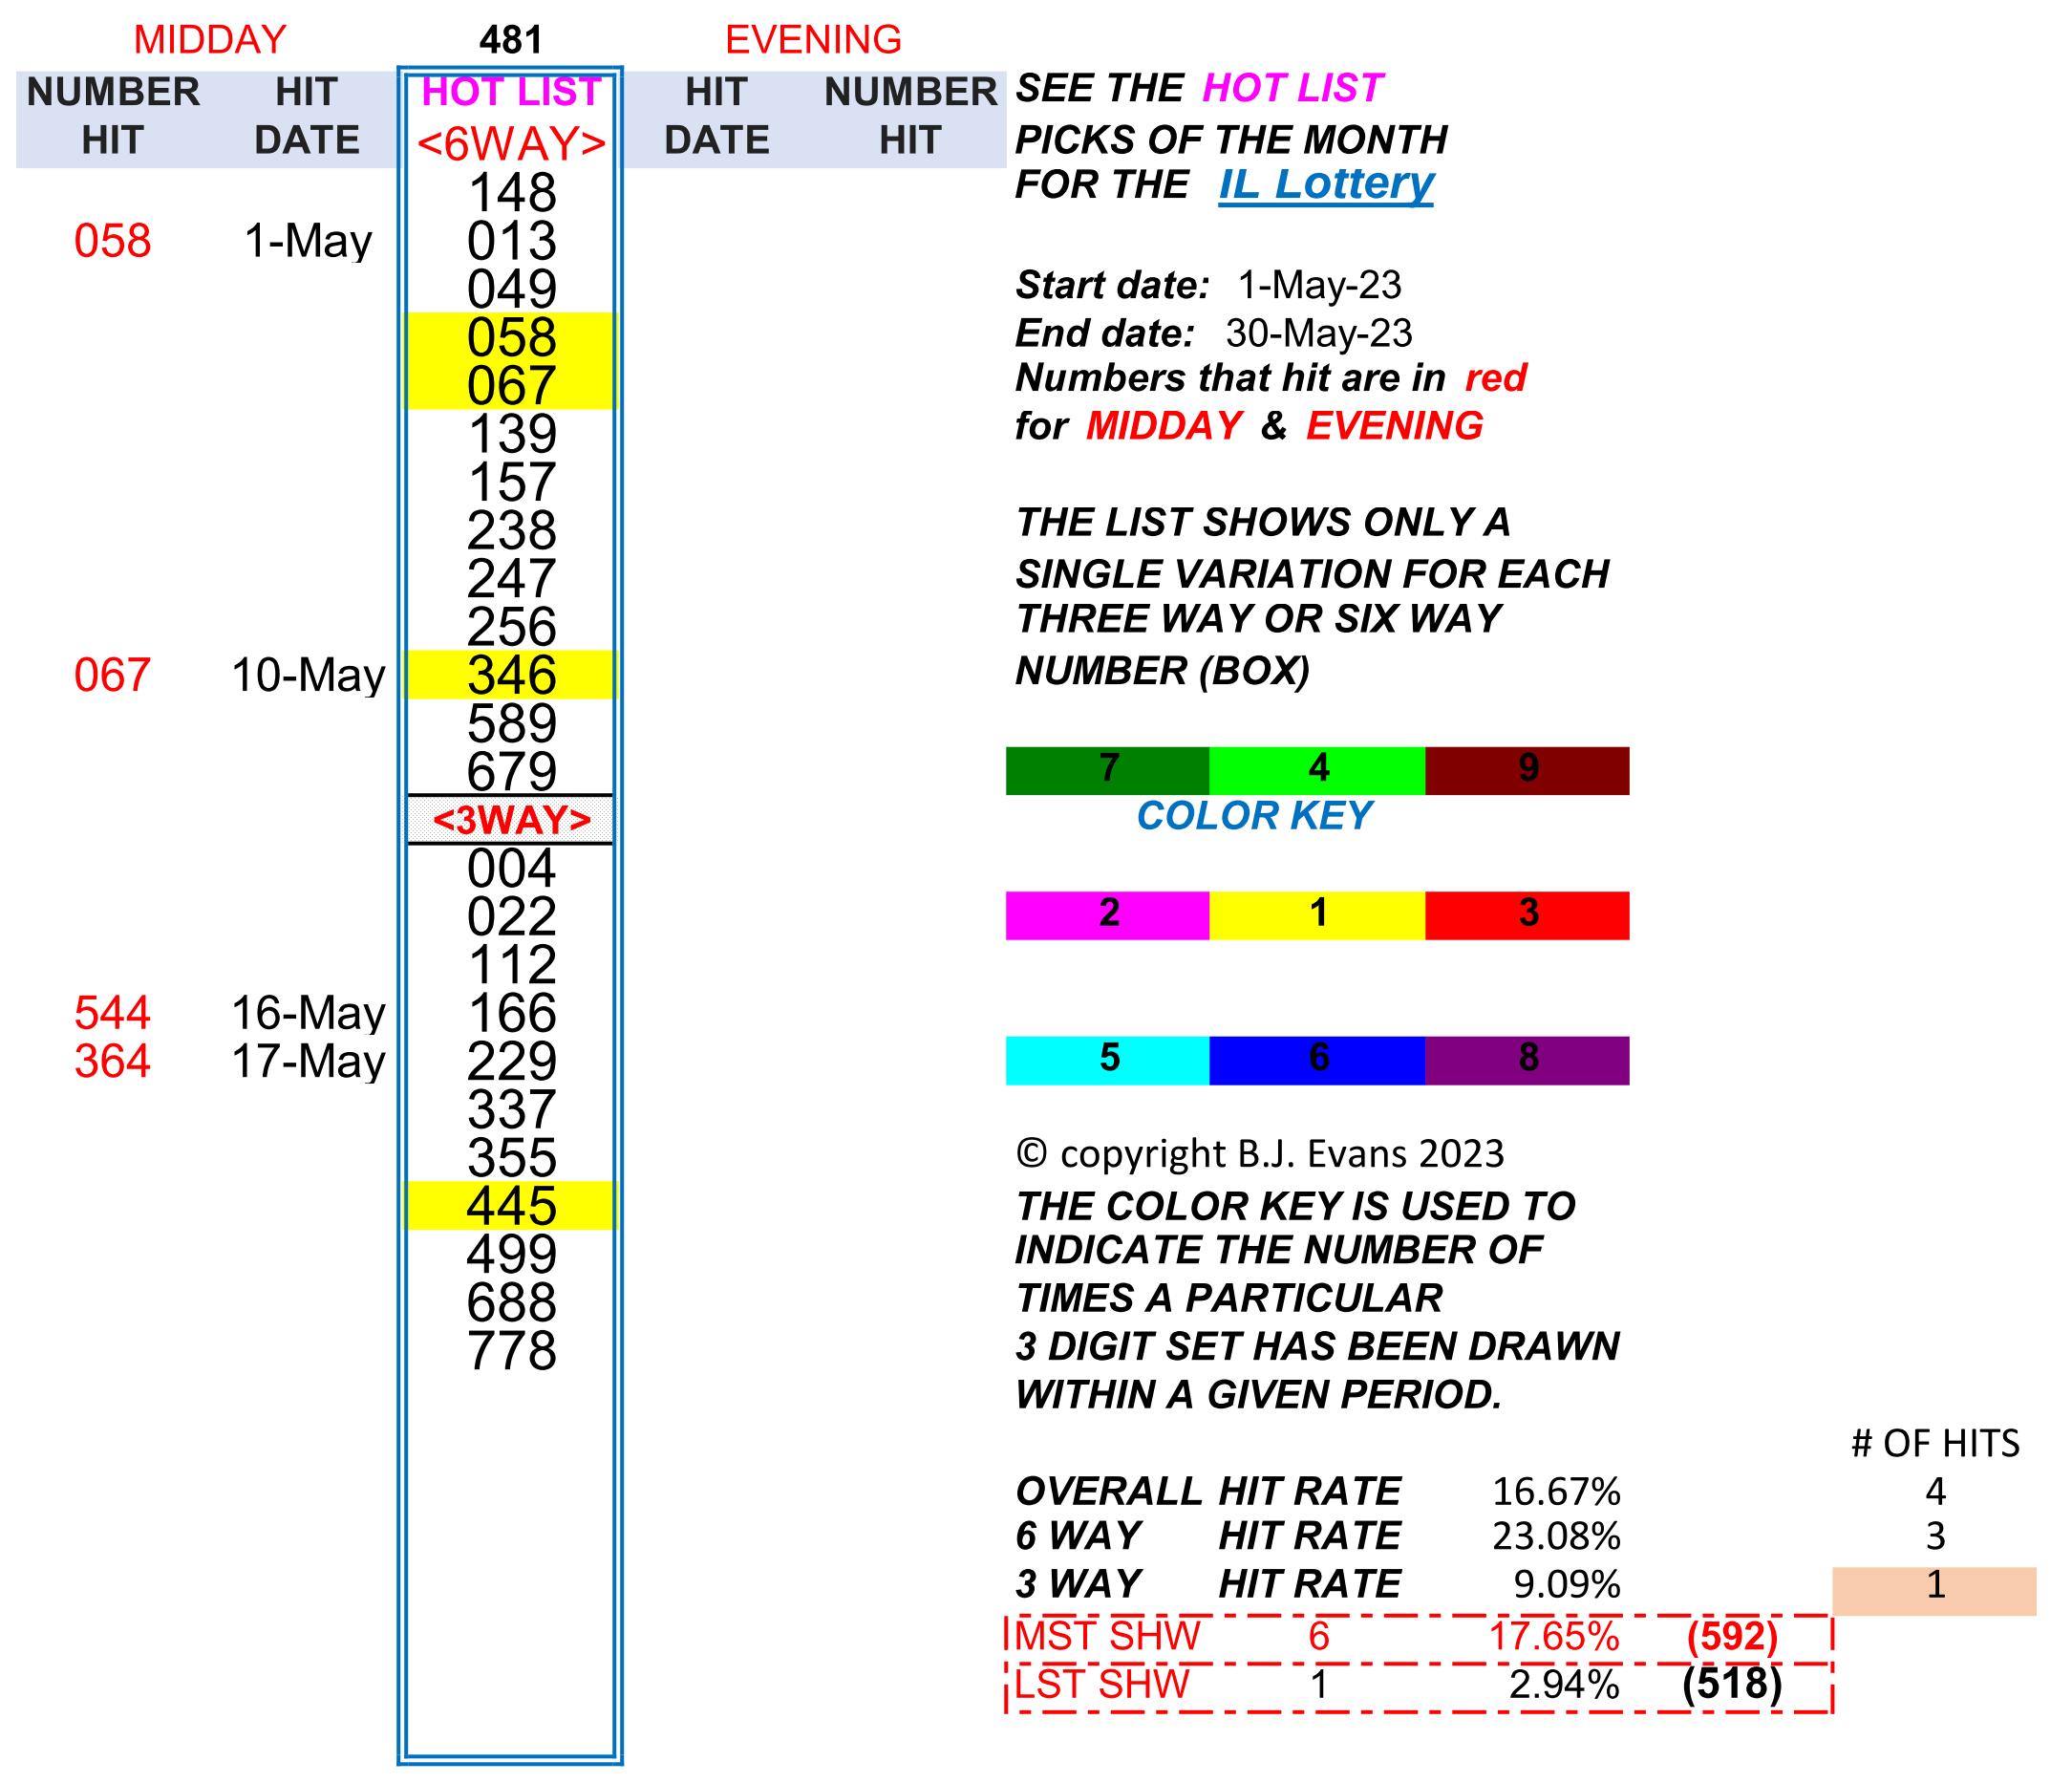 MIDDAY 481 EVENING
NUMBER HIT HOT LIST HIT NUMBER SEE THE HOT LIST
HIT DATE <6WAY> DATE HIT PICKS OF THE MONTH
148 FOR THE IL Lottery
058 1-May 013
049 Start date: 1-May-23
058 End date: 30-May-23
067 Numbers that hit are in red
139 for MIDDAY & EVENING
157
238 THE LIST SHOWS ONLY A
247 SINGLE VARIATION FOR EACH
256 THREE WAY OR SIX WAY
067 10-May 346 NUMBER (BOX)
589
679 7 4 9
<3WAY> COLOR KEY
004
022 2 1 3
112
544 16-May 166
364 17-May 229 5 6 8
337
355 © copyright B.J. Evans 2023
445 THE COLOR KEY IS USED TO
499 INDICATE THE NUMBER OF
688 TIMES A PARTICULAR
778 3 DIGIT SET HAS BEEN DRAWN
WITHIN A GIVEN PERIOD.
# OF HITS
OVERALL HIT RATE 16.67% 4
6 WAY HIT RATE 23.08% 3
3 WAY HIT RATE 9.09% 1
MST SHW 6 17.65% (592)
LST SHW 1 2.94% (518)